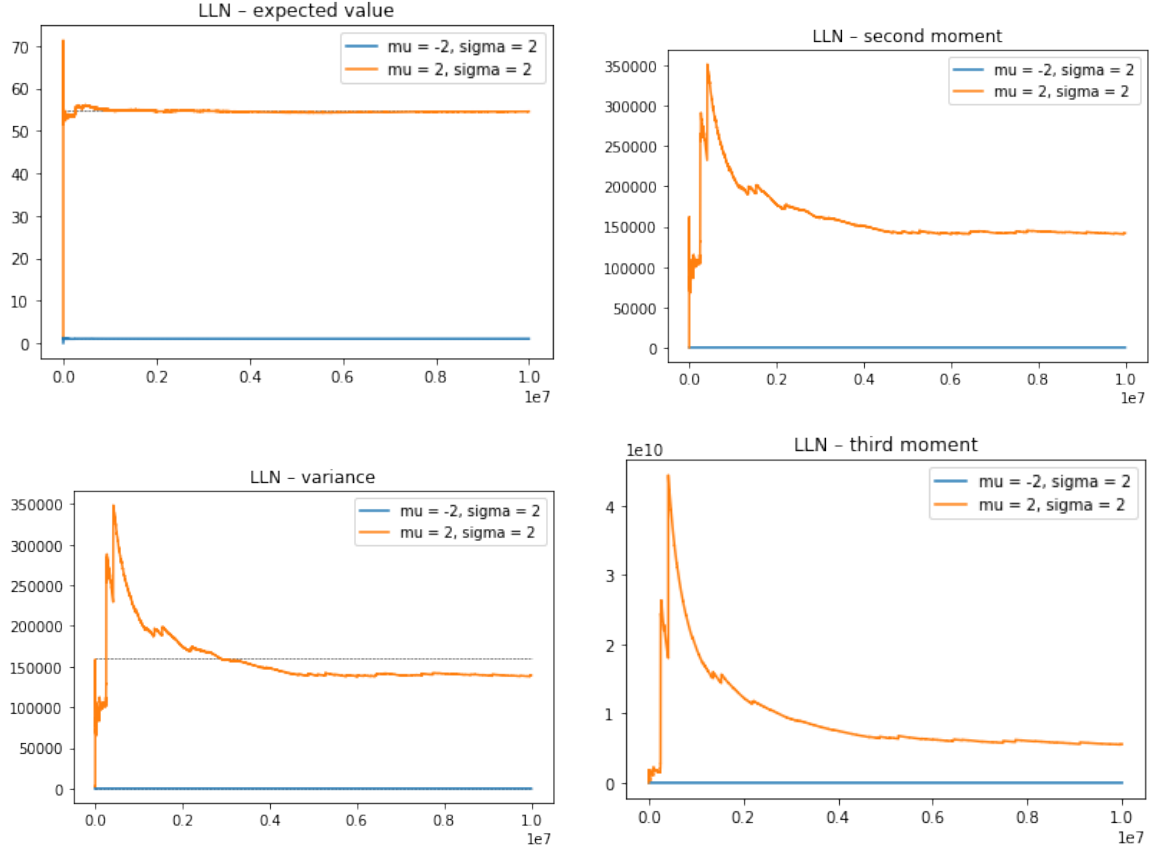 LLN – expected value
mu = -2, sigma = 2
mu = 2, sigma = 2
70
60
50
40
30
20
10
0
0.0 0.2 0.4 0.6 0.8 1.0
1e7
LLN – second moment
mu = -2, sigma = 2
mu = 2, sigma = 2
350000
300000
250000
200000
150000
100000
50000
0
0.0 0.2 0.4 0.6 0.8 1.0
1e7
LLN – variance
mu = -2, sigma = 2
mu = 2, sigma = 2
350000
300000
250000
200000
150000
100000
50000
0
0.0 0.2 0.4 0.6 0.8 1.0
1e7
LLN – third moment
1e10
mu = -2, sigma = 2
mu = 2, sigma = 2
4
3
2
1
0
0.0 0.2 0.4 0.6 0.8 1.0
1e7